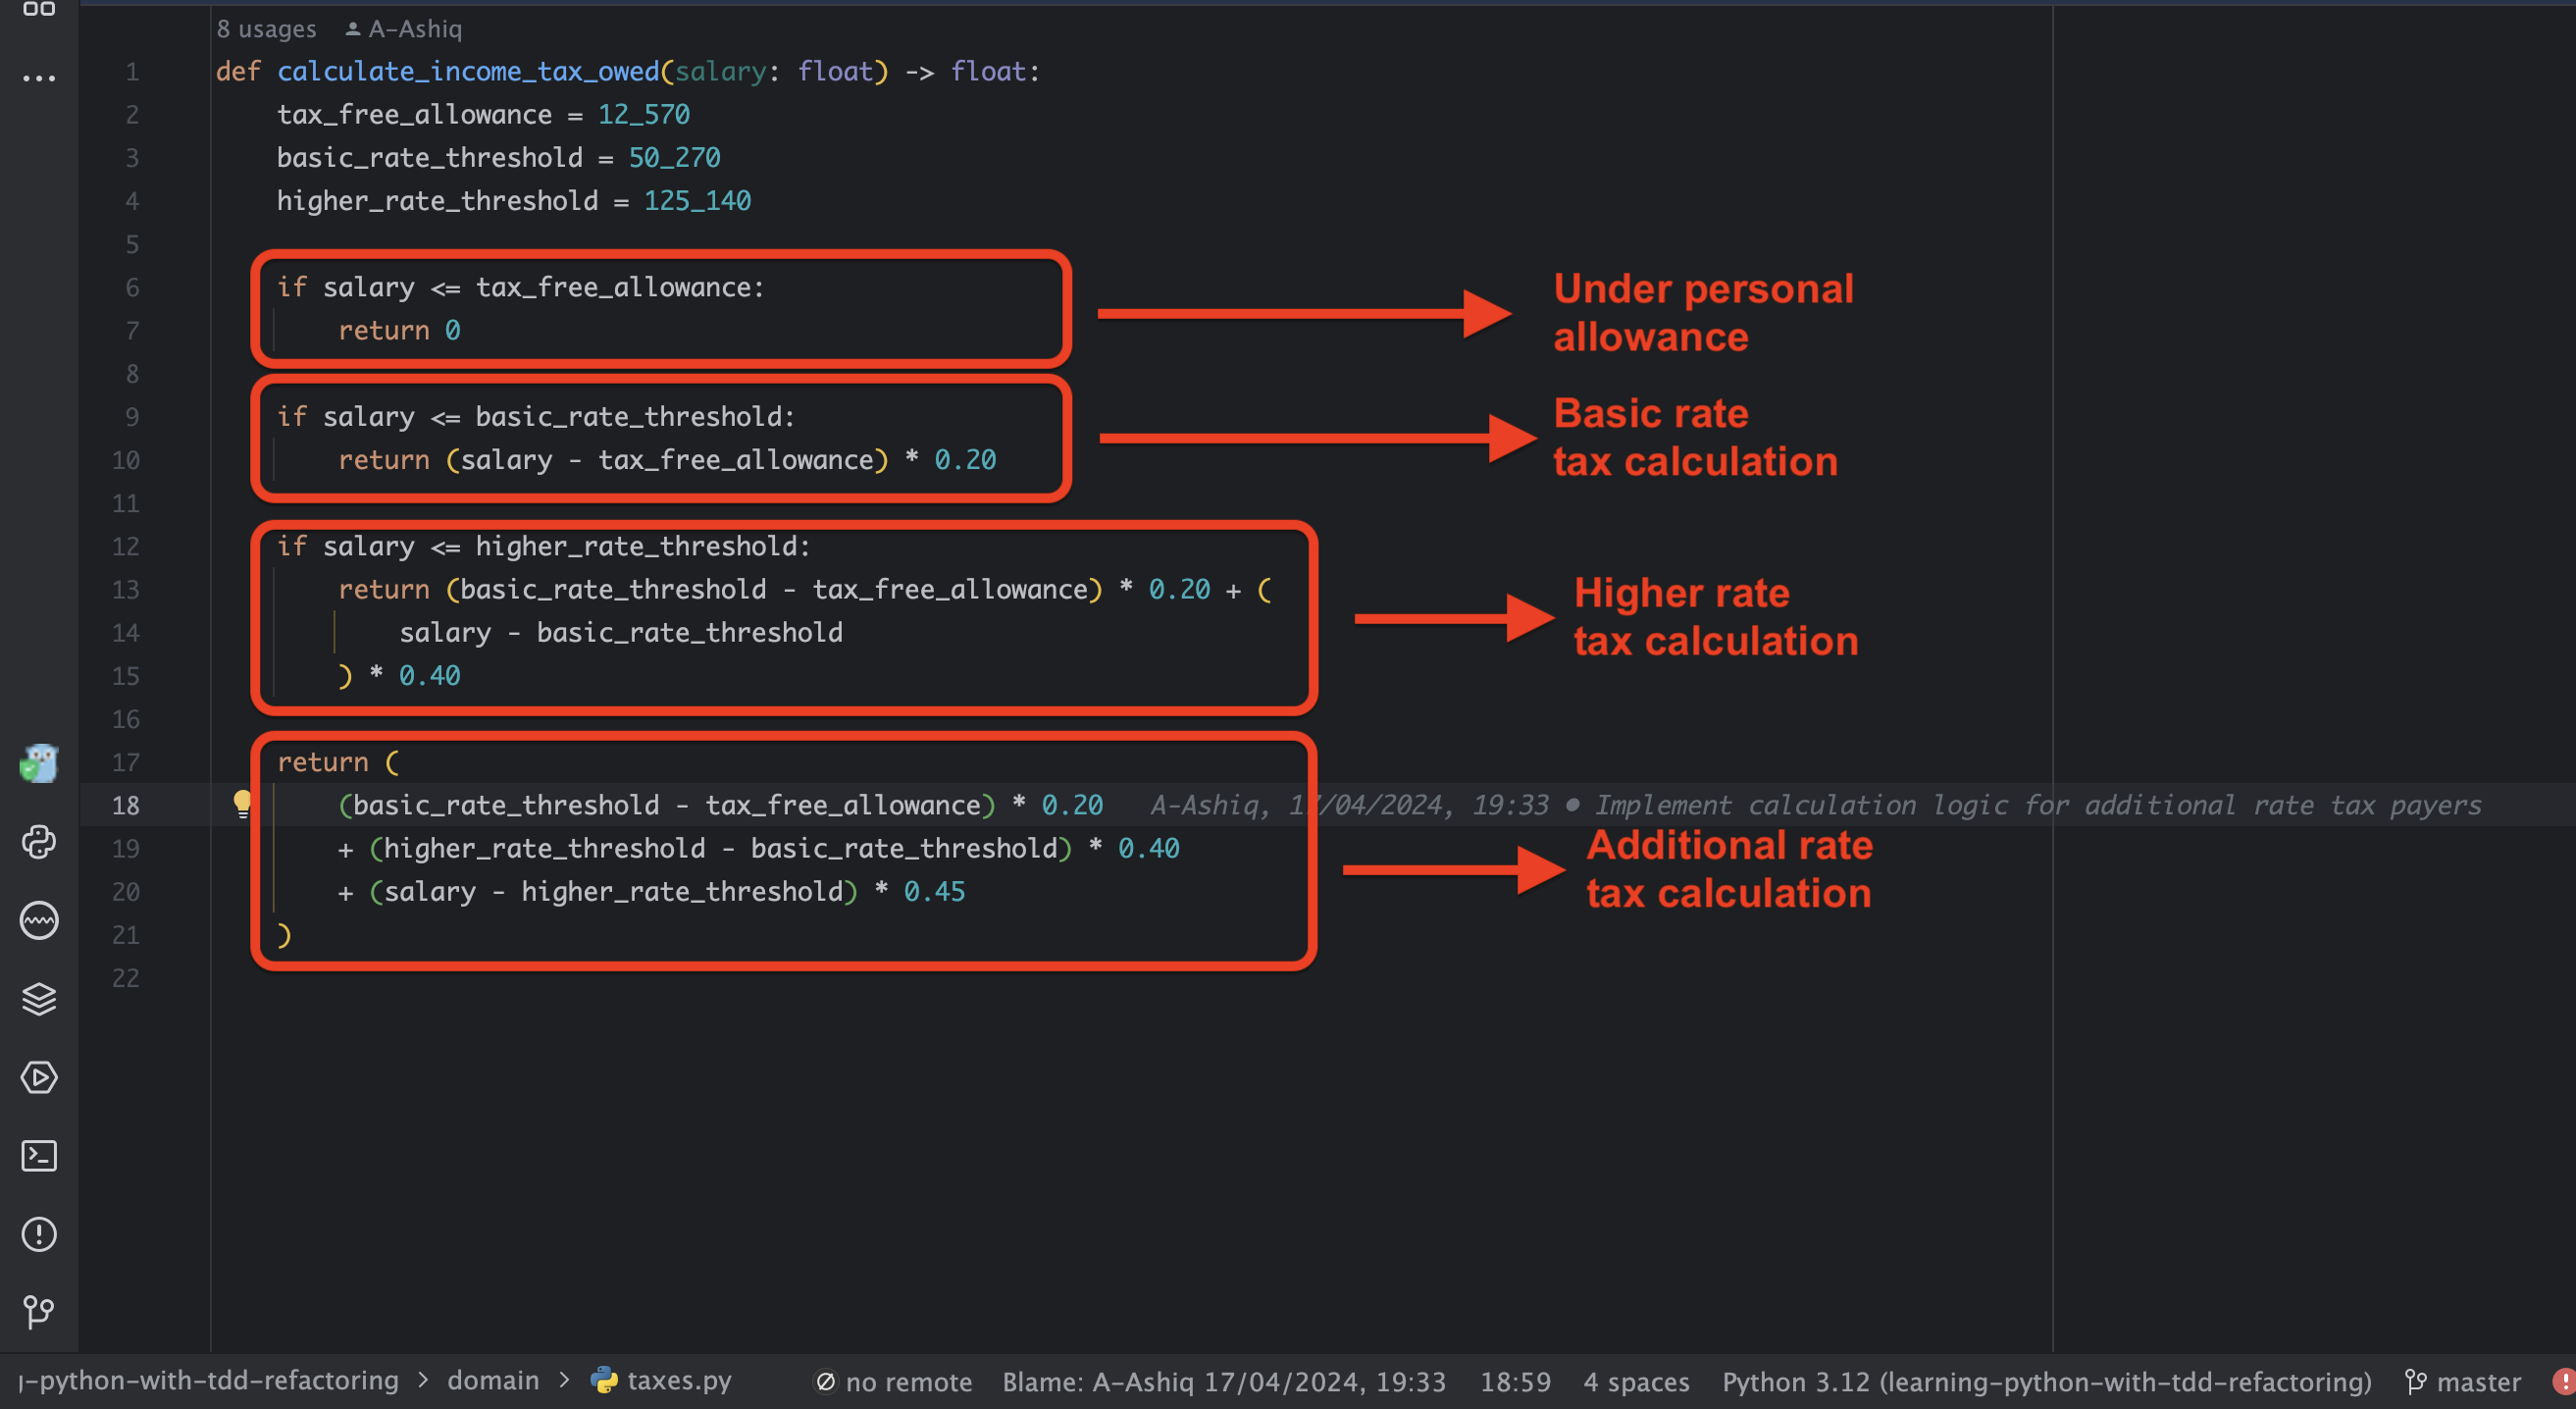 8 usages A-Ashiq
1 def calculate_income_tax_owed(salary: float) -> float:
2 tax_free_allowance = 12_570
3 basic_rate_threshold = 50_270
4 higher_rate_threshold = 125_140
5
6 if salary <= tax_free_allowance:
7 return 0
Under personal
allowance
8
9 if salary <= basic_rate_threshold:
10 return (salary - tax_free_allowance) * 0.20
Basic rate
tax calculation
11
12 if salary <= higher_rate_threshold:
13 return (basic_rate_threshold - tax_free_allowance) * 0.20 + (
14 salary - basic_rate_threshold
15 ) * 0.40
Higher rate
tax calculation
16
17 return (
18 (basic_rate_threshold - tax_free_allowance) * 0.20 A-Ashiq, 17/04/2024, 19:33 • Implement calculation logic for additional rate tax payers
19 + (higher_rate_threshold - basic_rate_threshold) * 0.40
20 + (salary - higher_rate_threshold) * 0.45
21 )
Additional rate
tax calculation
22
-python-with-tdd-refactoring > domain > taxes.py no remote Blame: A-Ashiq 17/04/2024, 19:33 18:59 4 spaces Python 3.12 (learning-python-with-tdd-refactoring) master